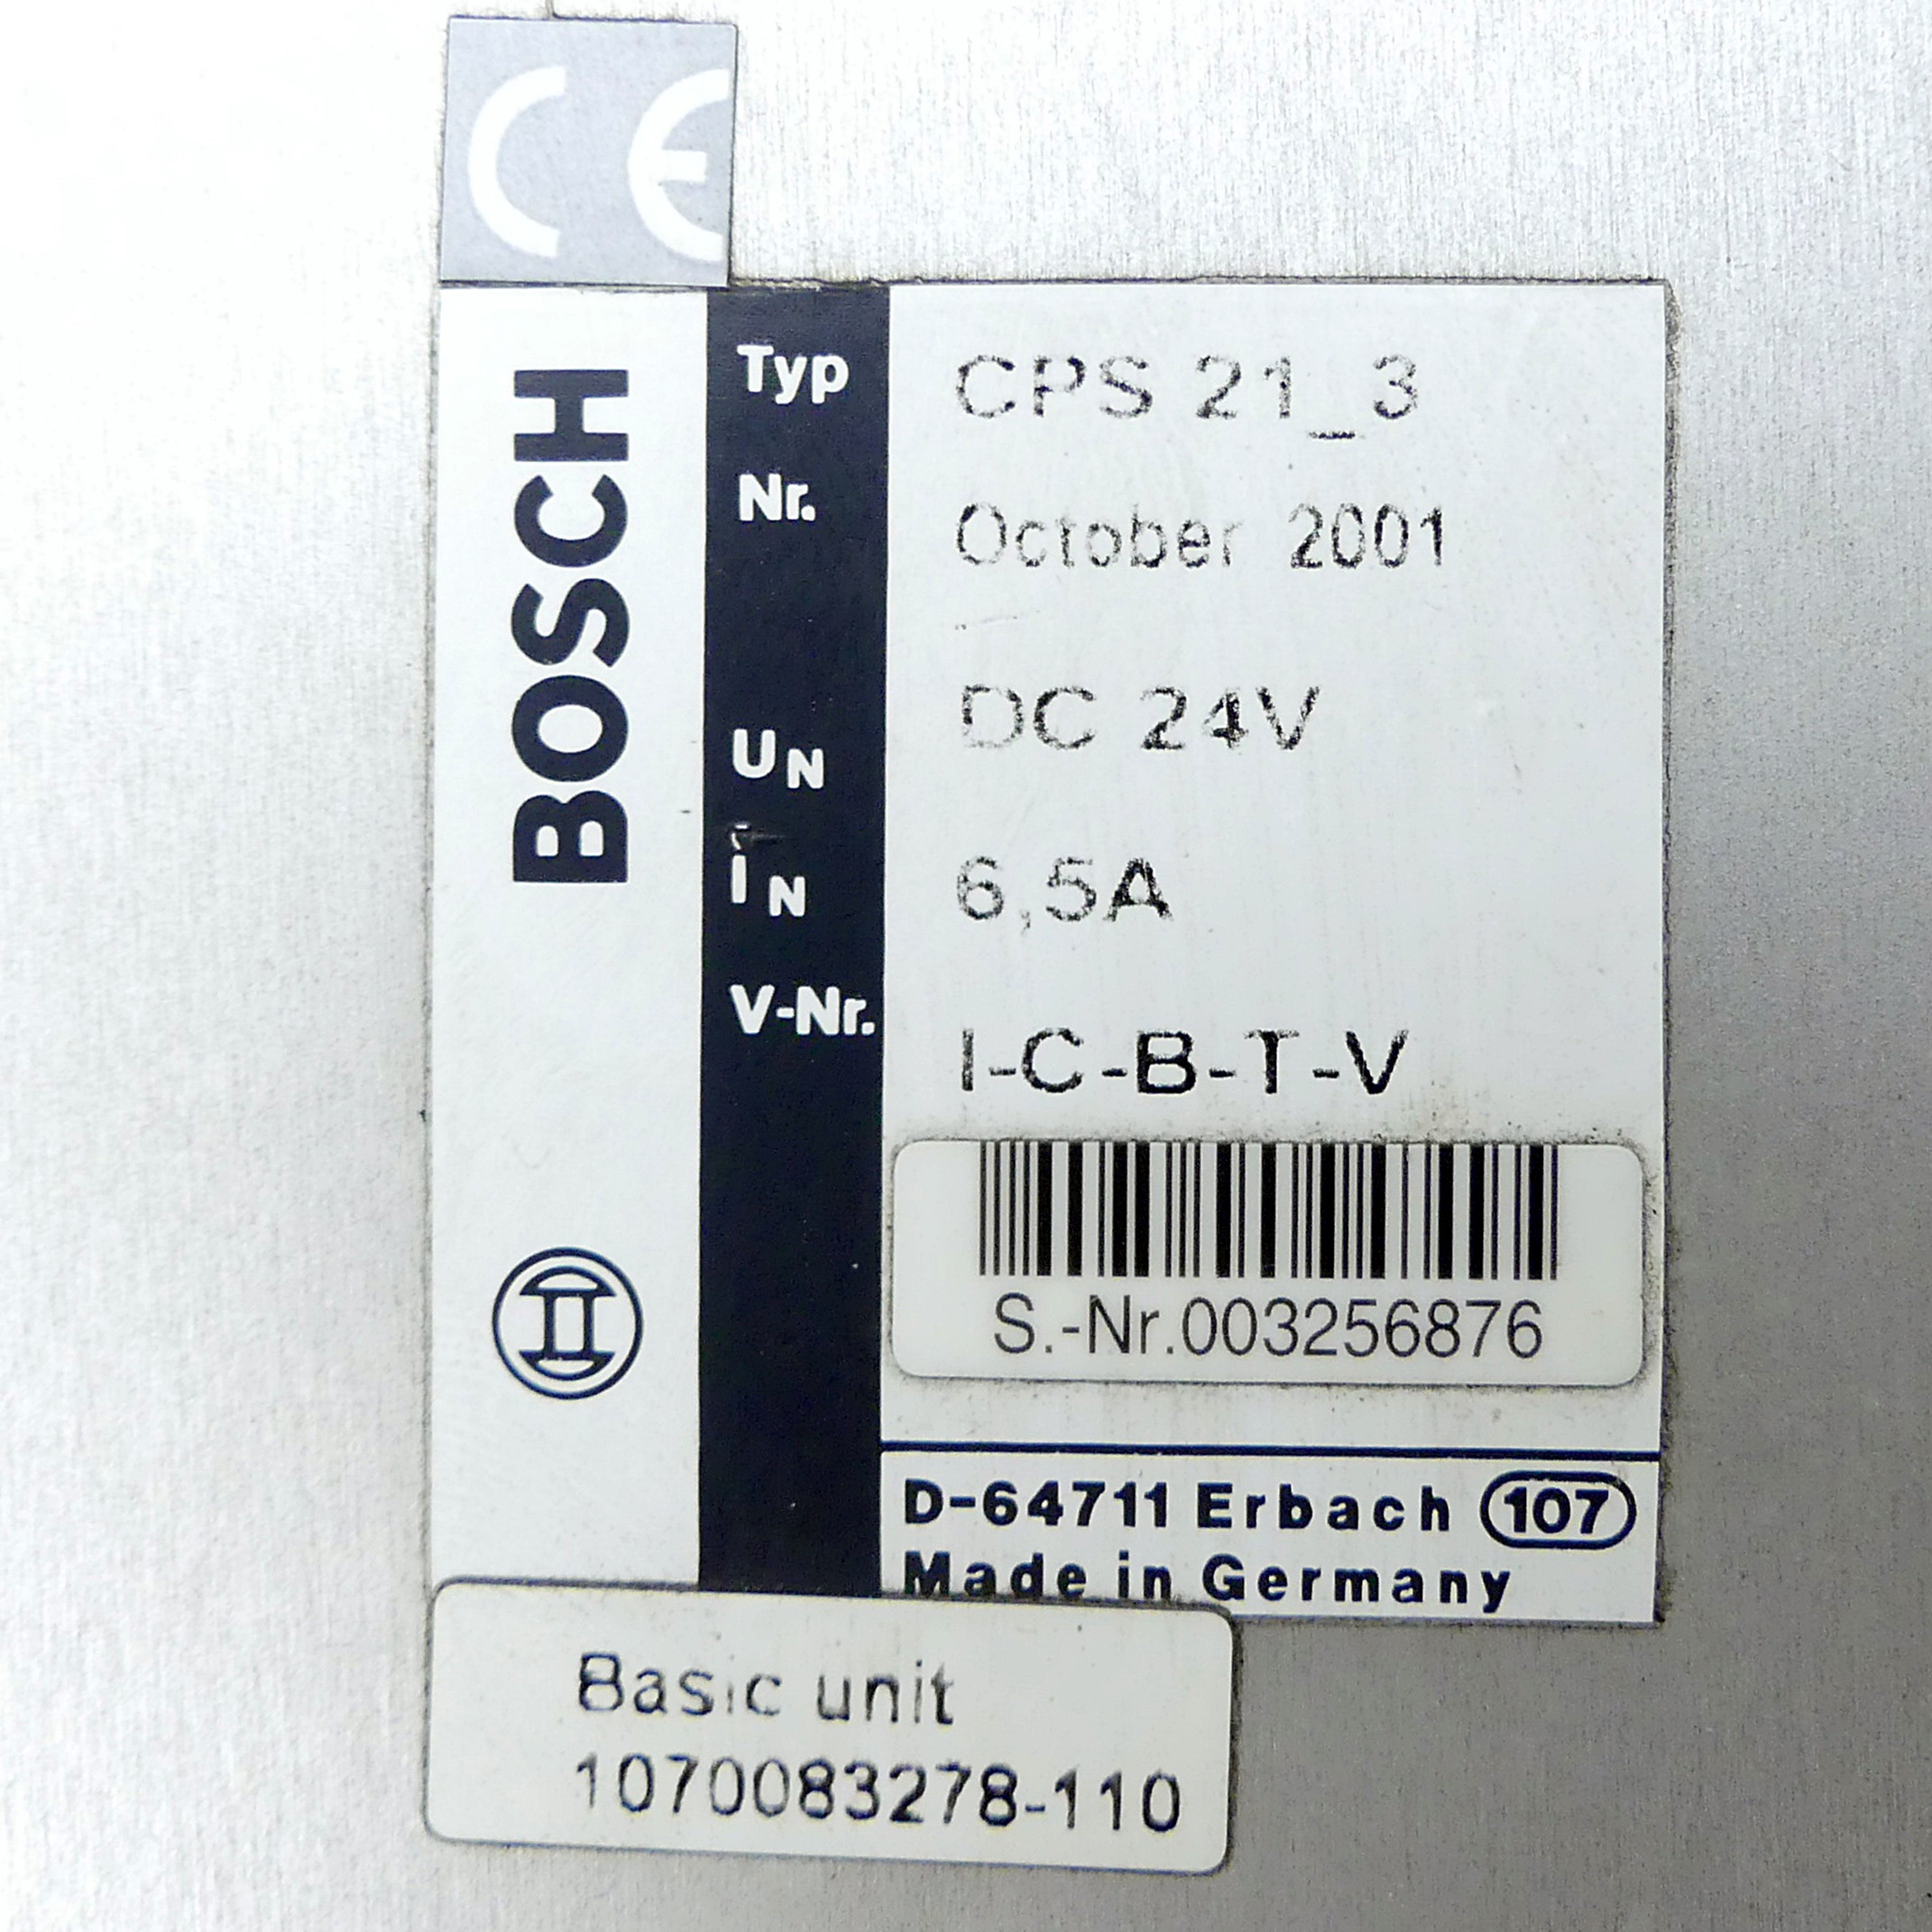 CE
BOSCH
Typ CPS 21_3
Nr. October 2001
UN DC 24V
IN 6,5A
V-Nr. I-C-B-T-V
S.-Nr.003256876
D-64711 Erbach 107
Made in Germany
Basic unit
1070083278-110